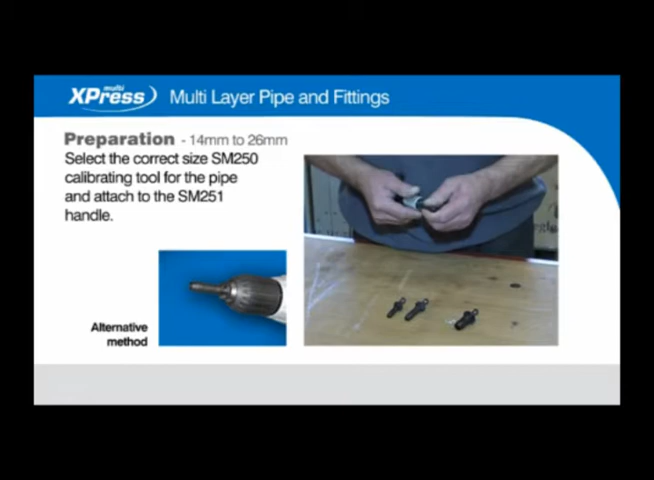 multi
XPress
Multi Layer Pipe and Fittings
Preparation - 14mm to 26mm
Select the correct size SM250
calibrating tool for the pipe
and attach to the SM251
handle.
Alternative
method